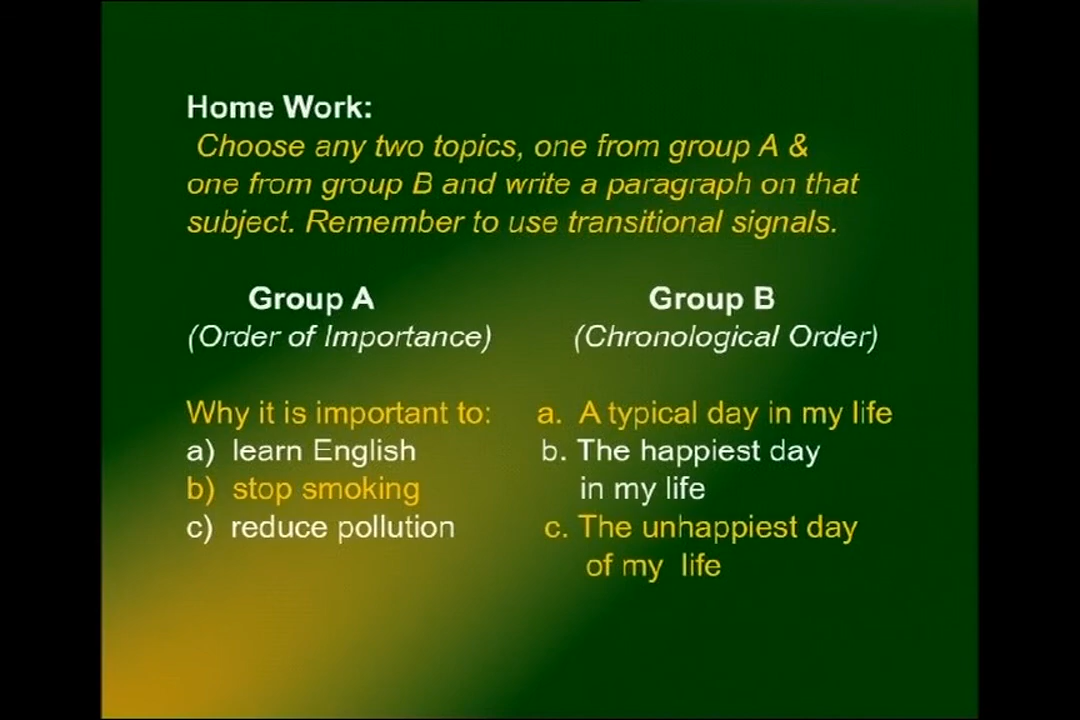 Home Work:
Choose any two topics, one from group A &
one from group B and write a paragraph on that
subject. Remember to use transitional signals.
Group A
(Order of Importance)
Why it is important to:
a) learn English
b) stop smoking
c) reduce pollution
Group B
(Chronological Order)
a. A typical day in my life
b. The happiest day
in my life
c. The unhappiest day
of my life